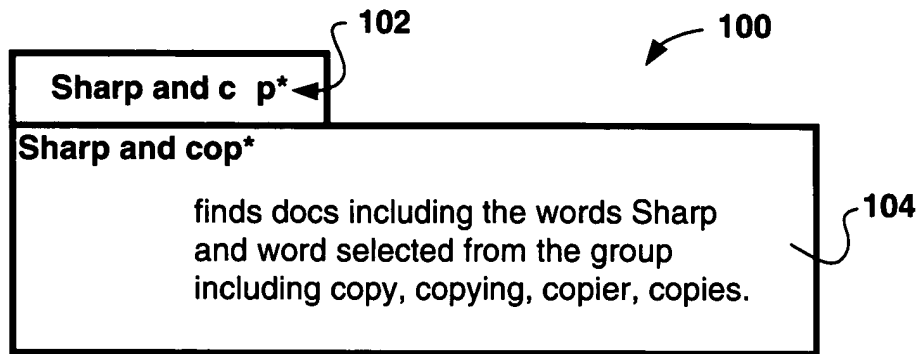 102
100
Sharp and c p*
Sharp and cop*
finds docs including the words Sharp
and word selected from the group
including copy, copying, copier, copies.
104